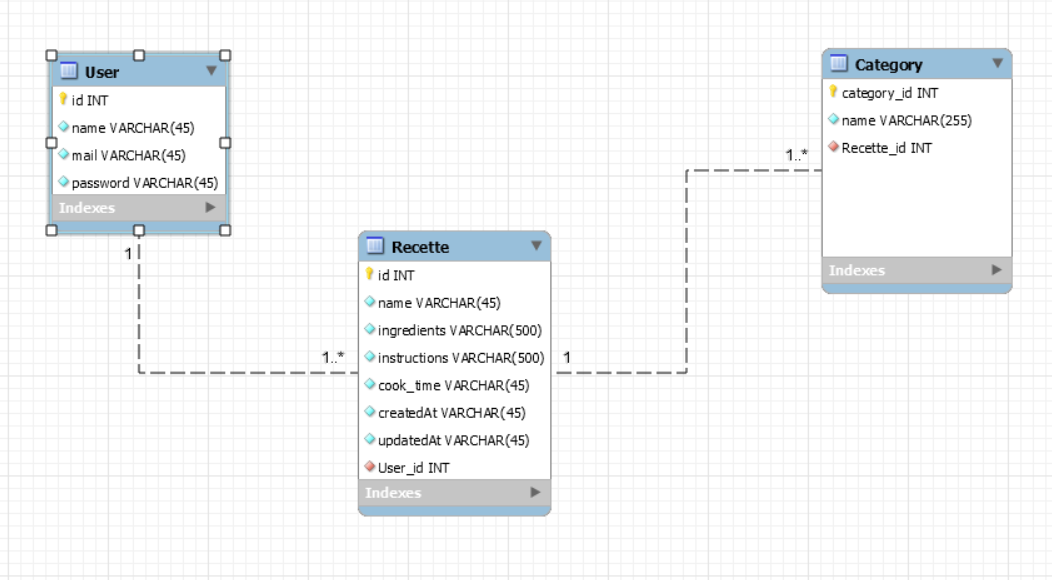 User
id INT
name VARCHAR(45)
mail VARCHAR(45)
password VARCHAR(45)
Indexes
1
1..*
Recette
id INT
name VARCHAR(45)
ingredients VARCHAR(500)
instructions VARCHAR(500)
cook_time VARCHAR(45)
createdAt VARCHAR(45)
updatedAt VARCHAR(45)
User_id INT
Indexes
1
1..*
Category
category_id INT
name VARCHAR(255)
Recette_id INT
Indexes